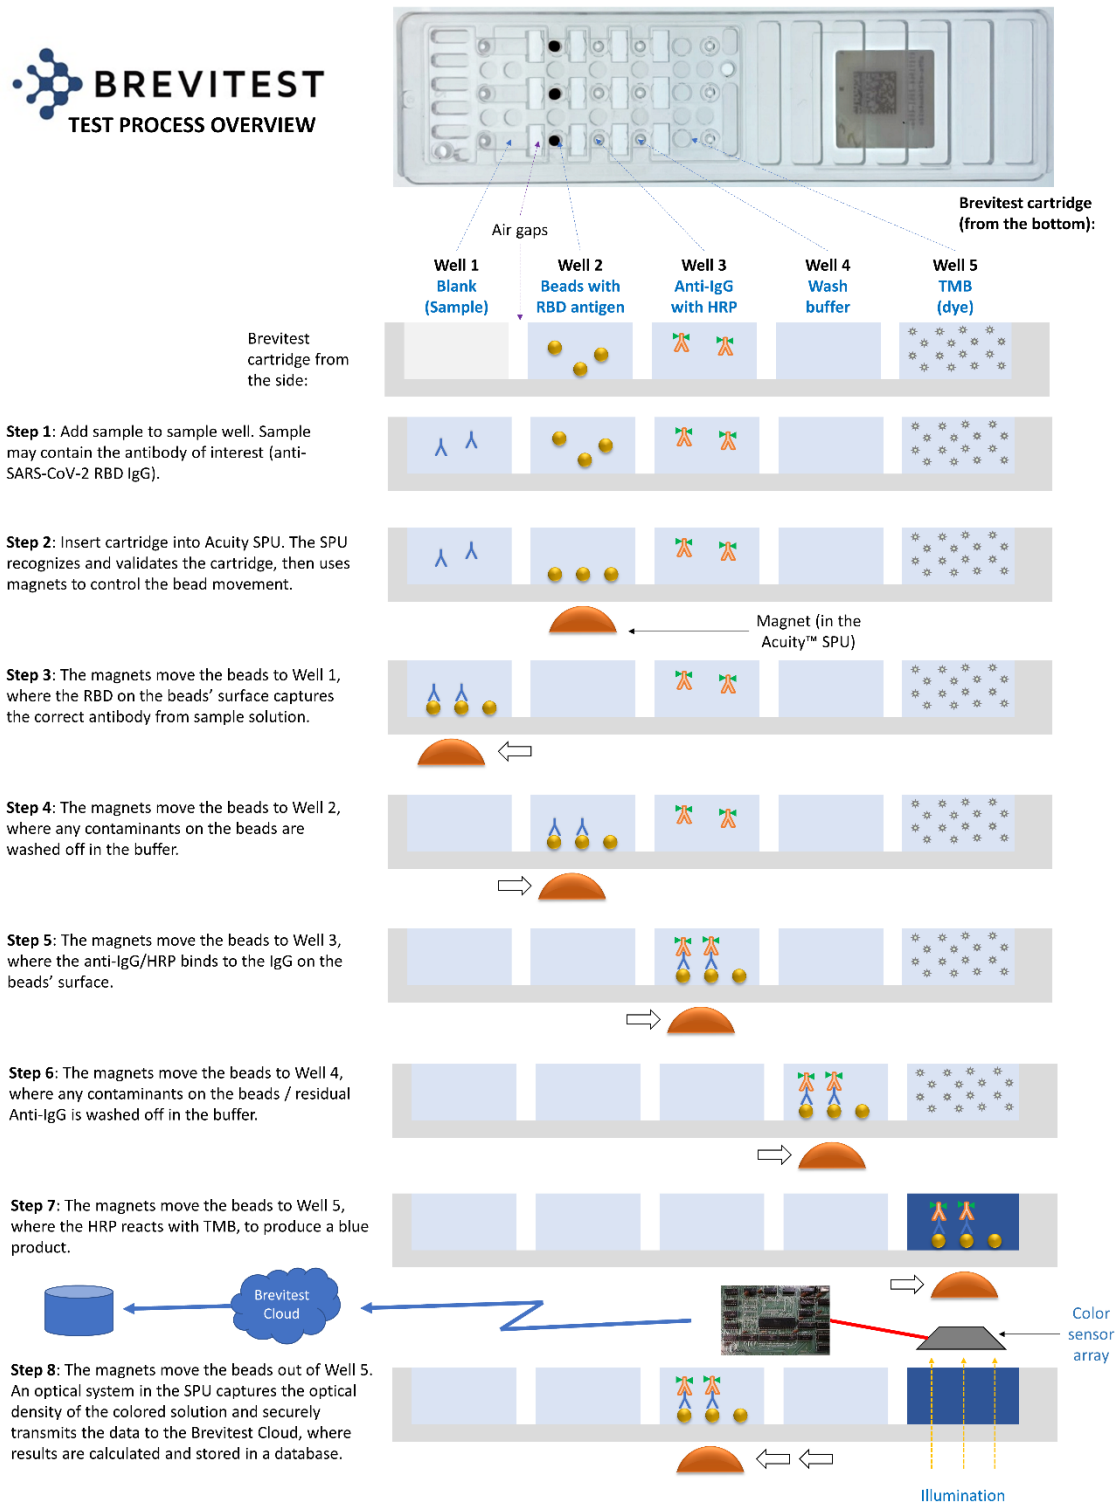 BREVITEST
TEST PROCESS OVERVIEW
Brevitest cartridge
(from the bottom):
Air gaps
Well 1
Blank
(Sample)
Well 2
Beads with
RBD antigen
Well 3
Anti-IgG
with HRP
Well 4
Wash
buffer
Well 5
TMB
(dye)
Brevitest
cartridge from
the side:
Step 1: Add sample to sample well. Sample
may contain the antibody of interest (anti-
SARS-CoV-2 RBD IgG).
Step 2: Insert cartridge into Acuity SPU. The SPU
recognizes and validates the cartridge, then uses
magnets to control the bead movement.
Magnet (in the
Acuity™ SPU)
Step 3: The magnets move the beads to Well 1,
where the RBD on the beads’ surface captures
the correct antibody from sample solution.
Step 4: The magnets move the beads to Well 2,
where any contaminants on the beads are
washed off in the buffer.
Step 5: The magnets move the beads to Well 3,
where the anti-IgG/HRP binds to the IgG on the
beads’ surface.
Step 6: The magnets move the beads to Well 4,
where any contaminants on the beads / residual
Anti-IgG is washed off in the buffer.
Step 7: The magnets move the beads to Well 5,
where the HRP reacts with TMB, to produce a blue
product.
Brevitest
Cloud
Color
sensor
array
Step 8: The magnets move the beads out of Well 5.
An optical system in the SPU captures the optical
density of the colored solution and securely
transmits the data to the Brevitest Cloud, where
results are calculated and stored in a database.
Illumination